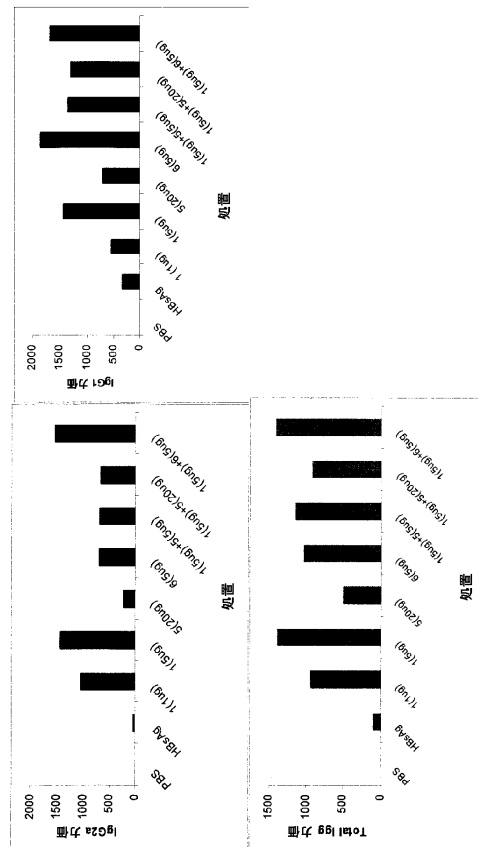 IgG2a 力価
2000
1500
1000
500
0
PBS
HBsAg
1(1ug)
1(5ug)
5(20ug)
6(5ug)
1(5ug)+5(5ug)
1(5ug)+5(20ug)
1(5ug)+6(5ug)
処置
IgG1 力価
2000
1500
1000
500
0
PBS
HBsAg
1(1ug)
1(5ug)
5(20ug)
6(5ug)
1(5ug)+5(5ug)
1(5ug)+5(20ug)
1(5ug)+6(5ug)
処置
Total Igg 力価
1500
1000
500
0
PBS
HBsAg
1(1ug)
1(5ug)
5(20ug)
6(5ug)
1(5ug)+5(5ug)
1(5ug)+5(20ug)
1(5ug)+6(5ug)
処置